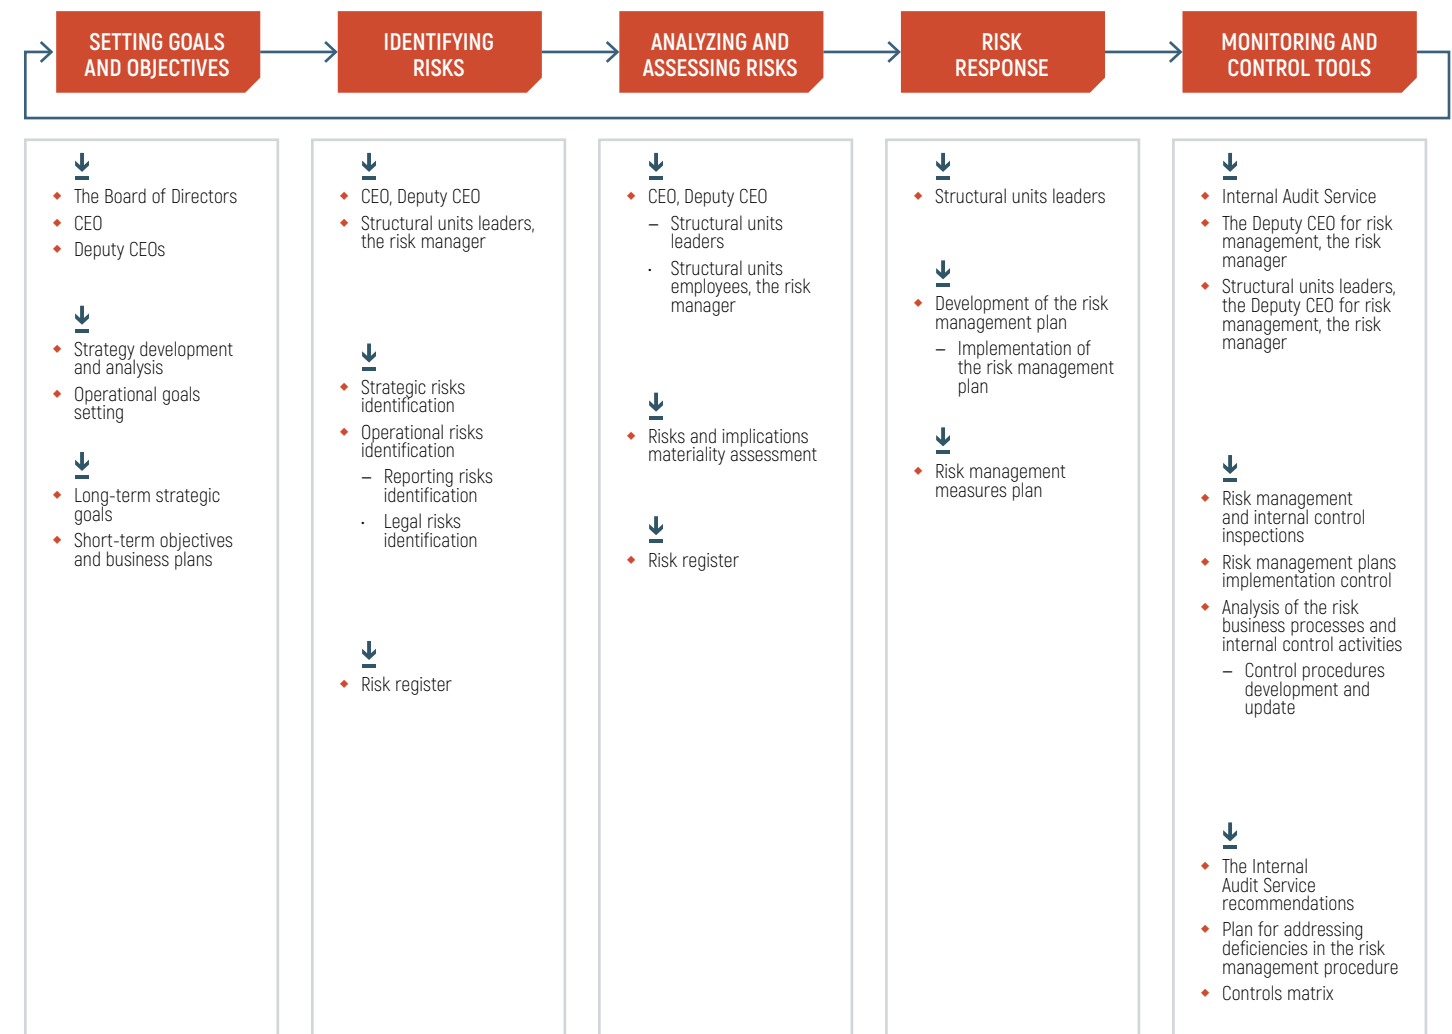 SETTING GOALS
AND OBJECTIVES
IDENTIFYING
RISKS
ANALYZING AND
ASSESSING RISKS
RISK
RESPONSE
MONITORING AND
CONTROL TOOLS
The Board of Directors
CEO
Deputy CEOs
Strategy development
and analysis
Operational goals
setting
Long-term strategic
goals
Short-term objectives
and business plans
CEO, Deputy CEO
Structural units leaders,
the risk manager
Strategic risks
identification
Operational risks
identification
– Reporting risks
identification
· Legal risks
identification
Risk register
CEO, Deputy CEO
– Structural units
leaders
· Structural units
employees, the risk
manager
Risks and implications
materiality assessment
Risk register
Structural units leaders
Development of the risk
management plan
– Implementation of
the risk management
plan
Risk management
measures plan
Internal Audit Service
The Deputy CEO for risk
management, the risk
manager
Structural units leaders,
the Deputy CEO for risk
management, the risk
manager
Risk management
and internal control
inspections
Risk management plans
implementation control
Analysis of the risk
business processes and
internal control activities
– Control procedures
development and
update
The Internal
Audit Service
recommendations
Plan for addressing
deficiencies in the risk
management procedure
Controls matrix